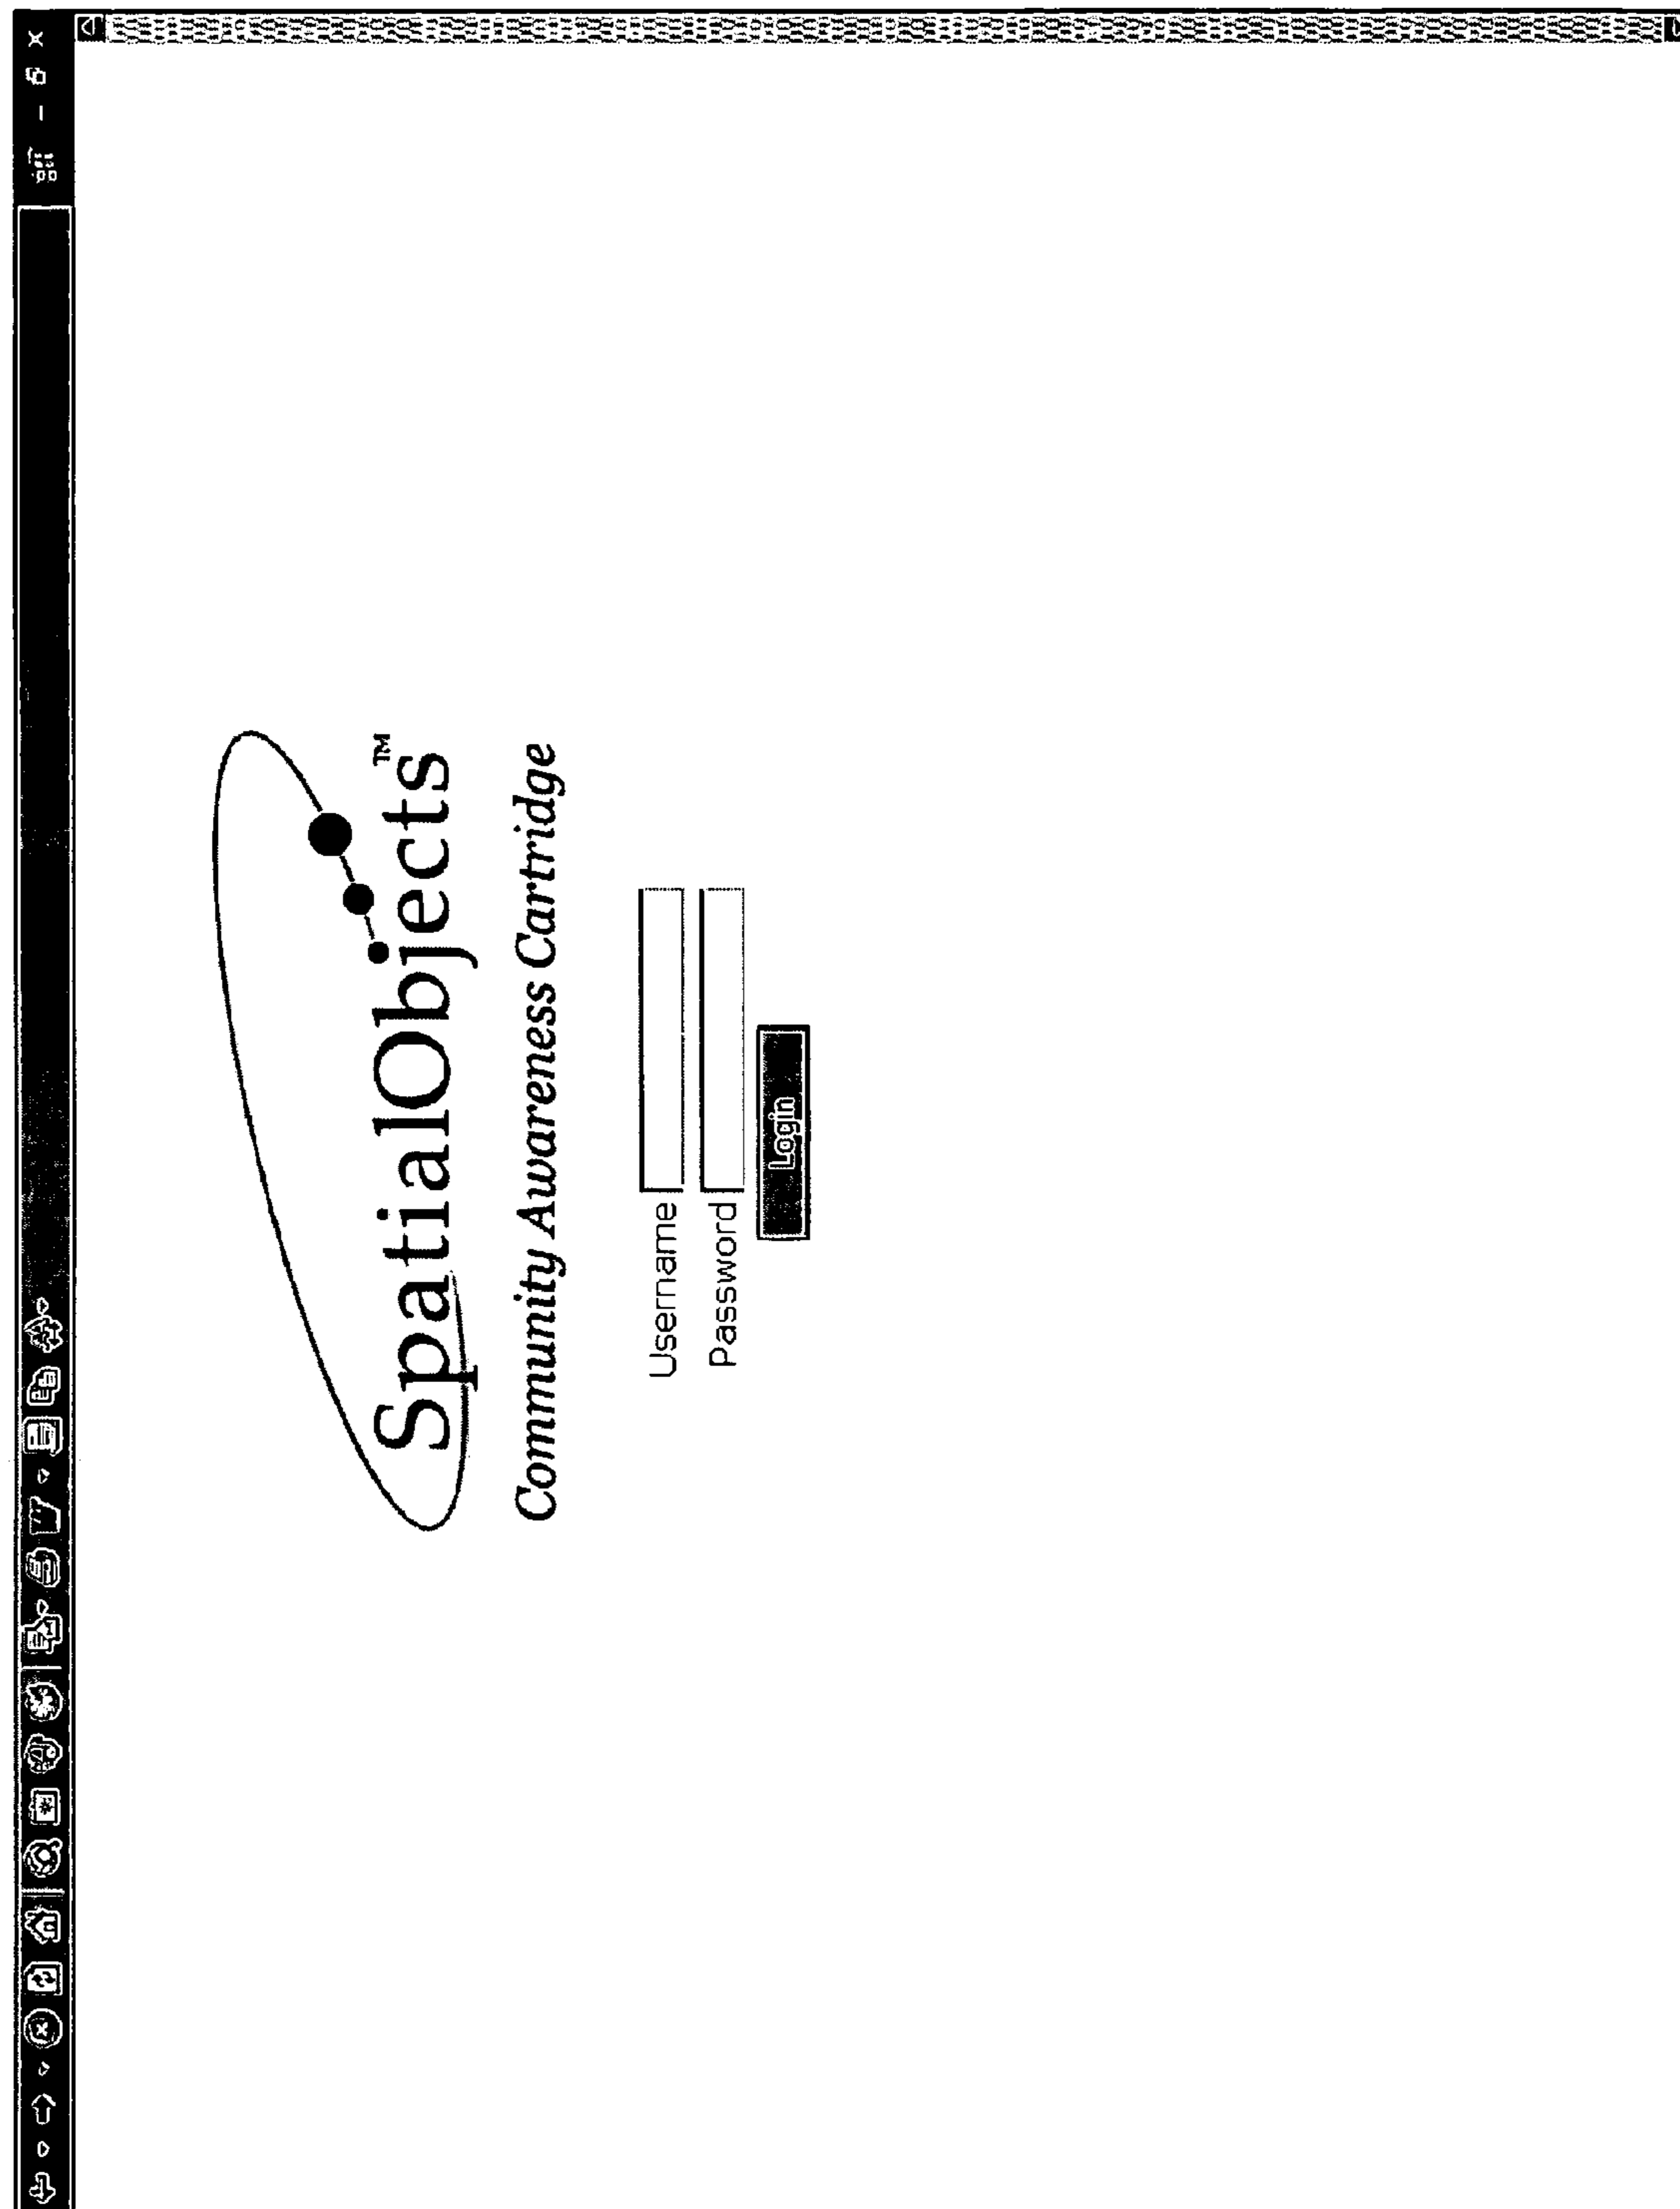 SpatialObjects™
Community Awareness Cartridge
Username
Password
Login